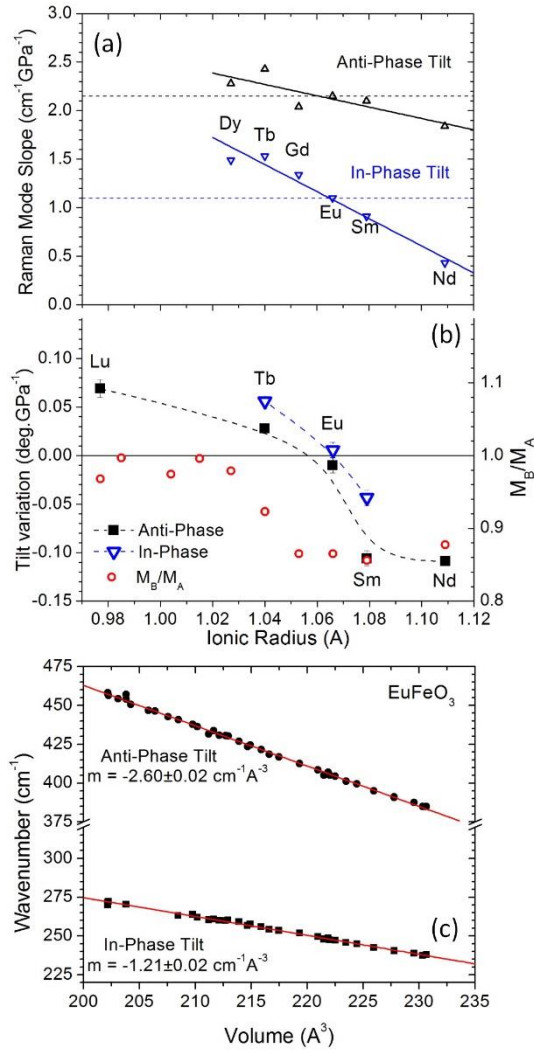 (a)
Raman Mode Slope (cm⁻¹GPa⁻¹)
3.0
2.5
2.0
1.5
1.0
0.5
0.0
Anti-Phase Tilt
Dy
Tb
Gd
In-Phase Tilt
Eu
Sm
Nd
(b)
Tilt variation (deg.GPa⁻¹)
0.10
0.05
0.00
-0.05
-0.10
-0.15
Lu
Tb
Eu
Anti-Phase
In-Phase
M_B/M_A
Sm
Nd
1.1
1.0
0.9
0.8
M_B/M_A
0.98 1.00 1.02 1.04 1.06 1.08 1.10 1.12
Ionic Radius (A)
475
450
425
400
375
300
275
250
225
Wavenumber (cm⁻¹)
EuFeO₃
Anti-Phase Tilt
m = -2.60±0.02 cm⁻¹A⁻³
(c)
In-Phase Tilt
m = -1.21±0.02 cm⁻¹A⁻³
200 205 210 215 220 225 230 235
Volume (A³)